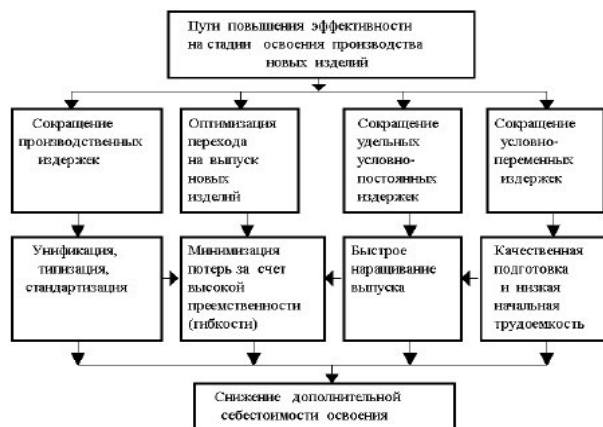 Пути повышения эффективности
на стадии освоения производства
новых изделий
Сокращение
производственных
издержек
Оптимизация
перехода
на выпуск
новых
изделий
Сокращение
удельных
условно-
постоянных
издержек
Сокращение
условно-
переменных
издержек
Унификация,
типизация,
стандартизация
Минимизация
потерь за счет
высокой
преемственности
(гибкости)
Быстрое
наращивание
выпуска
Качественная
подготовка
и низкая
начальная
трудоемкость
Снижение дополнительной
себестоимости освоения